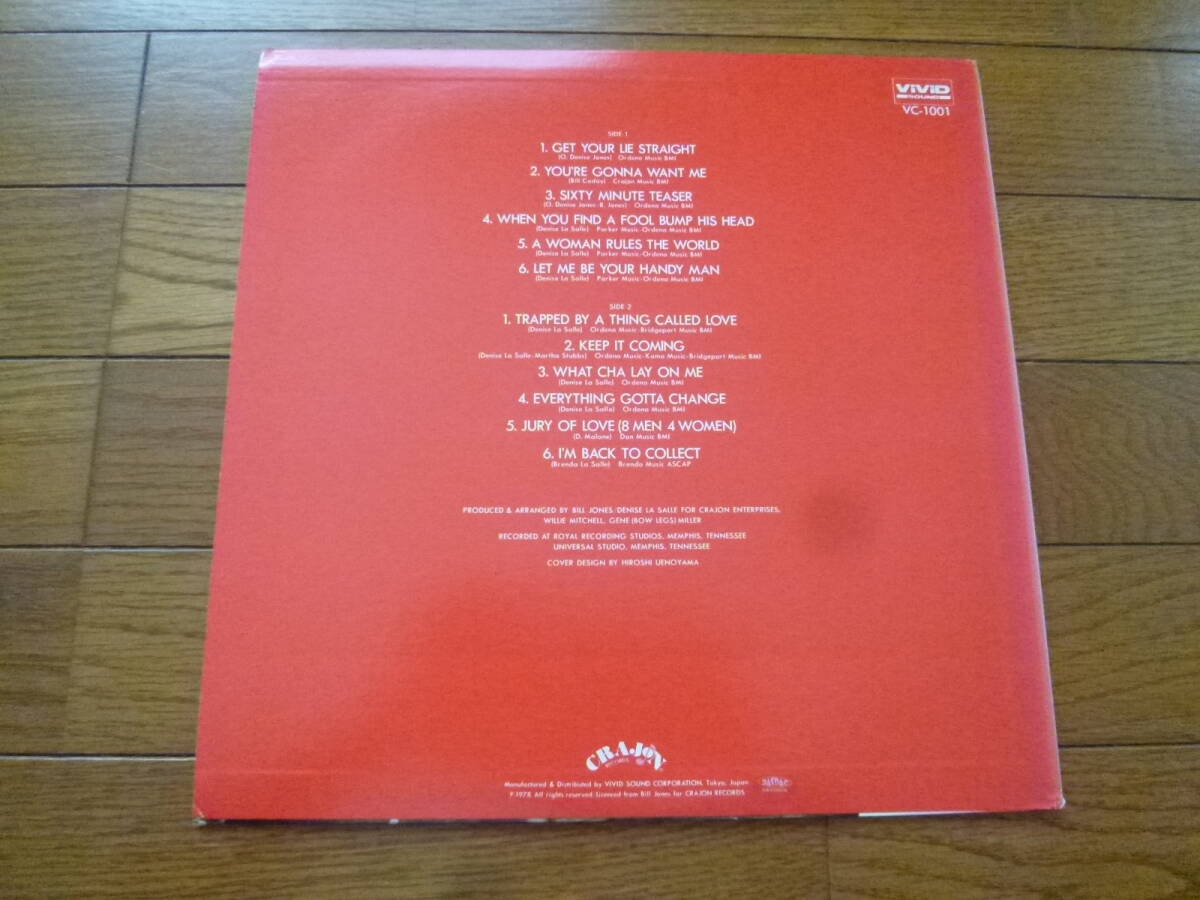 ViViD
SOUND
VC-1001
SIDE 1
1. GET YOUR LIE STRAIGHT
(O. Denise Jones) Ordena Music BMI
2. YOU'RE GONNA WANT ME
(Bill Coday) Crajon Music BMI
3. SIXTY MINUTE TEASER
(O. Denise Jones-B. Jones) Ordena Music BMI
4. WHEN YOU FIND A FOOL BUMP HIS HEAD
(Denise La Salle) Parker Music-Ordena Music BMI
5. A WOMAN RULES THE WORLD
(Denise La Salle) Parker Music-Ordena Music BMI
6. LET ME BE YOUR HANDY MAN
(Denise La Salle) Parker Music-Ordena Music BMI
SIDE 2
1. TRAPPED BY A THING CALLED LOVE
(Denise La Salle) Ordena Music-Bridgeport Music BMI
2. KEEP IT COMING
(Denise La Salle-Martha Stubbs) Ordena Music-Kama Music-Bridgeport Music BMI
3. WHAT CHA LAY ON ME
(Denise La Salle) Ordena Music BMI
4. EVERYTHING GOTTA CHANGE
(Denise La Salle) Ordena Music BMI
5. JURY OF LOVE (8 MEN 4 WOMEN)
(D. Malone) Don Music BMI
6. I'M BACK TO COLLECT
(Brenda La Salle) Brenda Music ASCAP
PRODUCED & ARRANGED BY BILL JONES/DENISE LA SALLE FOR CRAJON ENTERPRISES,
WILLIE MITCHELL, GENE (BOW LEGS) MILLER
RECORDED AT ROYAL RECORDING STUDIOS, MEMPHIS, TENNESSEE
UNIVERSAL STUDIO, MEMPHIS, TENNESSEE
COVER DESIGN BY HIROSHI UENOYAMA
CRAJON
RECORDS
Manufactured & Distributed by VIVID SOUND CORPORATION, Tokyo, Japan
P.1978. All rights reserved. Licensed from Bill Jones for CRAJON RECORDS